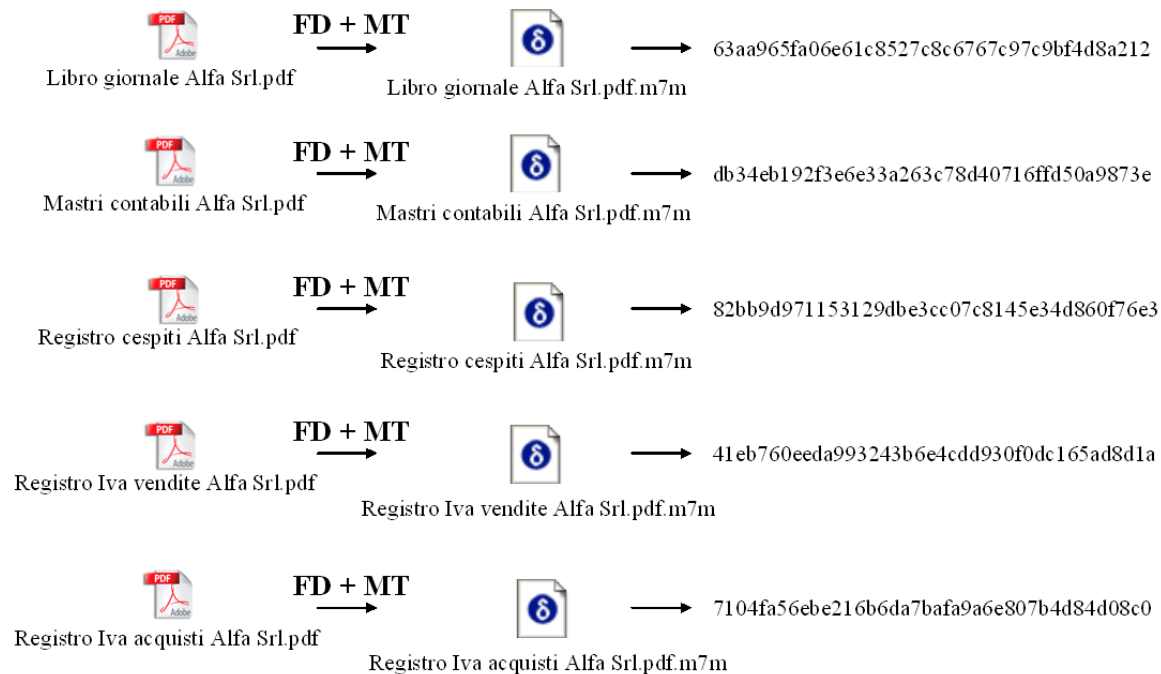 FD + MT
PDF
Adobe
δ
63aa965fa06e61c8527c8c6767c97c9bf4d8a212
Libro giornale Alfa Srl.pdf
Libro giornale Alfa Srl.pdf.m7m
FD + MT
PDF
Adobe
δ
db34eb192f3e6e33a263c78d40716ffd50a9873e
Mastri contabili Alfa Srl.pdf
Mastri contabili Alfa Srl.pdf.m7m
FD + MT
PDF
Adobe
δ
82bb9d971153129dbe3cc07c8145e34d860f76e3
Registro cespiti Alfa Srl.pdf
Registro cespiti Alfa Srl.pdf.m7m
FD + MT
PDF
Adobe
δ
41eb760eeda993243b6e4cdd930f0dc165ad8d1a
Registro Iva vendite Alfa Srl.pdf
Registro Iva vendite Alfa Srl.pdf.m7m
FD + MT
PDF
Adobe
δ
7104fa56ebe216b6da7bafa9a6e807b4d84d08c0
Registro Iva acquisti Alfa Srl.pdf
Registro Iva acquisti Alfa Srl.pdf.m7m